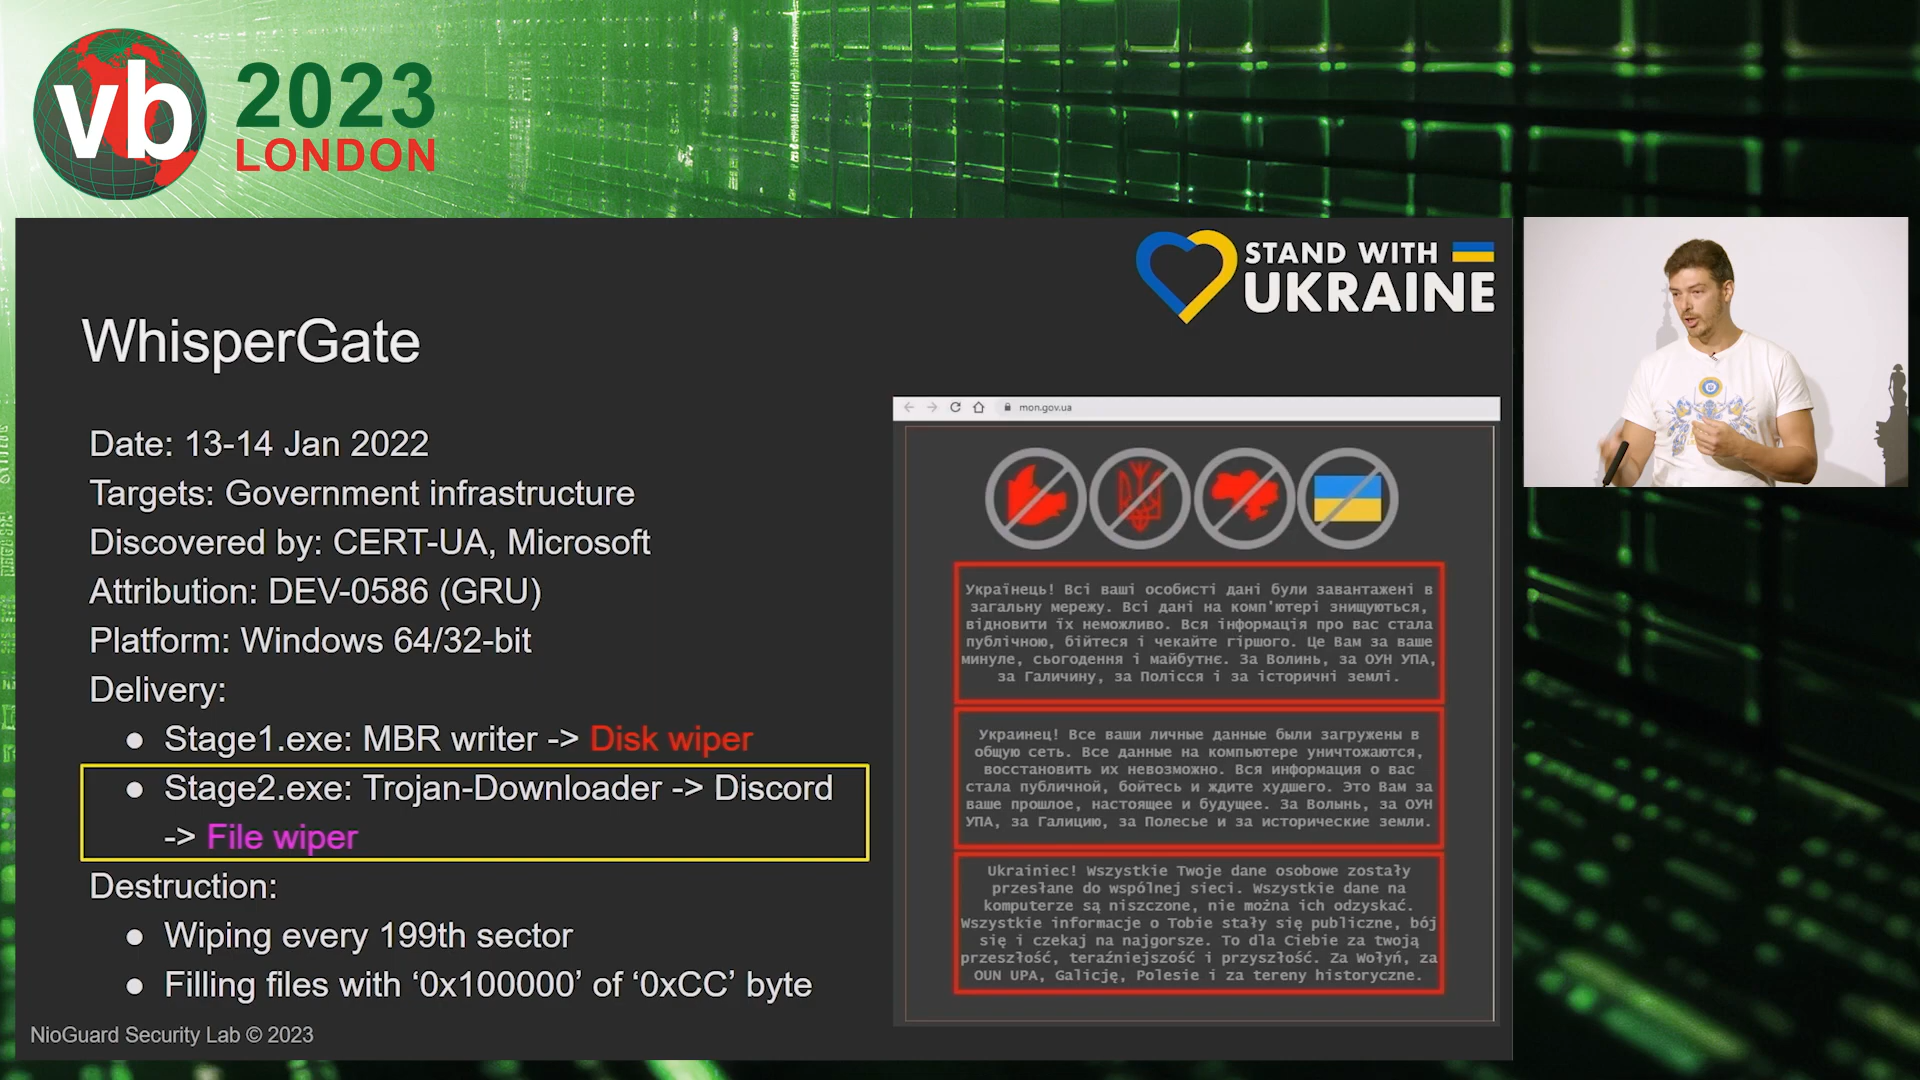 vb
2023
LONDON
STAND WITH
UKRAINE
WhisperGate
Date: 13-14 Jan 2022
Targets: Government infrastructure
Discovered by: CERT-UA, Microsoft
Attribution: DEV-0586 (GRU)
Platform: Windows 64/32-bit
Delivery:
● Stage1.exe: MBR writer -> Disk wiper
● Stage2.exe: Trojan-Downloader -> Discord
-> File wiper
Destruction:
● Wiping every 199th sector
● Filling files with ‘0x100000’ of ‘0xCC’ byte
NioGuard Security Lab © 2023
mon.gov.ua
Українець! Всі ваші особисті дані були завантажені в
загальну мережу. Всі дані на комп'ютері знищуються,
відновити їх неможливо. Вся інформація про вас стала
публічною, бійтеся і чекайте гіршого. Це Вам за ваше
минуле, сьогодення і майбутнє. За Волинь, за ОУН УПА,
за Галичину, за Полісся і за історичні землі.
Украинец! Все ваши личные данные были загружены в
общую сеть. Все данные на компьютере уничтожаются,
восстановить их невозможно. Вся информация о вас
стала публичной, бойтесь и ждите худшего. Это Вам за
ваше прошлое, настоящее и будущее. За Волынь, за ОУН
УПА, за Галицию, за Полесье и за исторические земли.
Ukrainiec! Wszystkie Twoje dane osobowe zostały
przesłane do wspólnej sieci. Wszystkie dane na
komputerze są niszczone, nie można ich odzyskać.
Wszystkie informacje o Tobie stały się publiczne, bój
się i czekaj na najgorsze. To dla Ciebie za twoją
przeszłość, teraźniejszość i przyszłość. Za Wołyń, za
OUN UPA, Galicję, Polesie i za tereny historyczne.